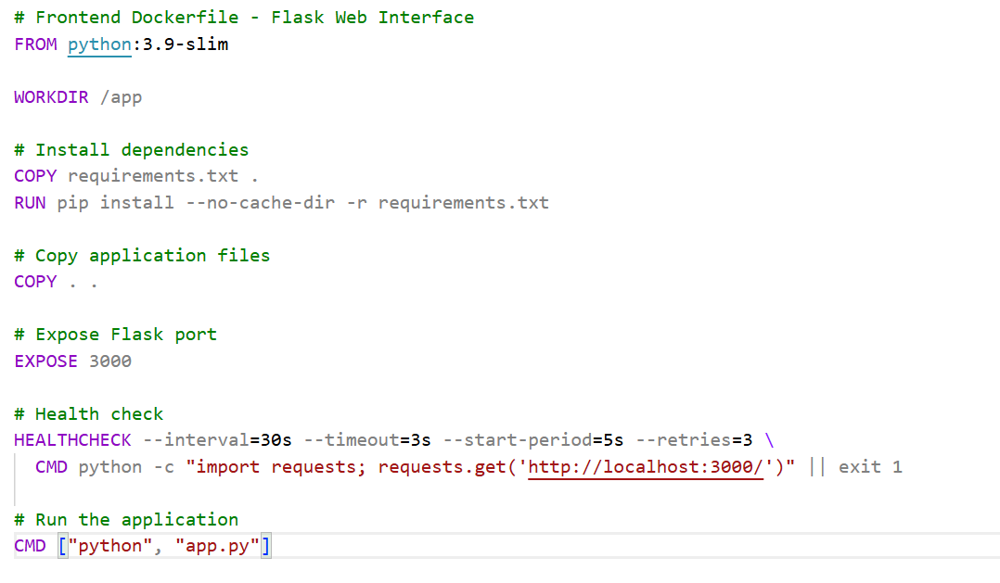 # Frontend Dockerfile - Flask Web Interface
FROM python:3.9-slim
WORKDIR /app
# Install dependencies
COPY requirements.txt .
RUN pip install --no-cache-dir -r requirements.txt
# Copy application files
COPY . .
# Expose Flask port
EXPOSE 3000
# Health check
HEALTHCHECK --interval=30s --timeout=3s --start-period=5s --retries=3 \
CMD python -c "import requests; requests.get('http://localhost:3000/')" || exit 1
# Run the application
CMD ["python", "app.py"]